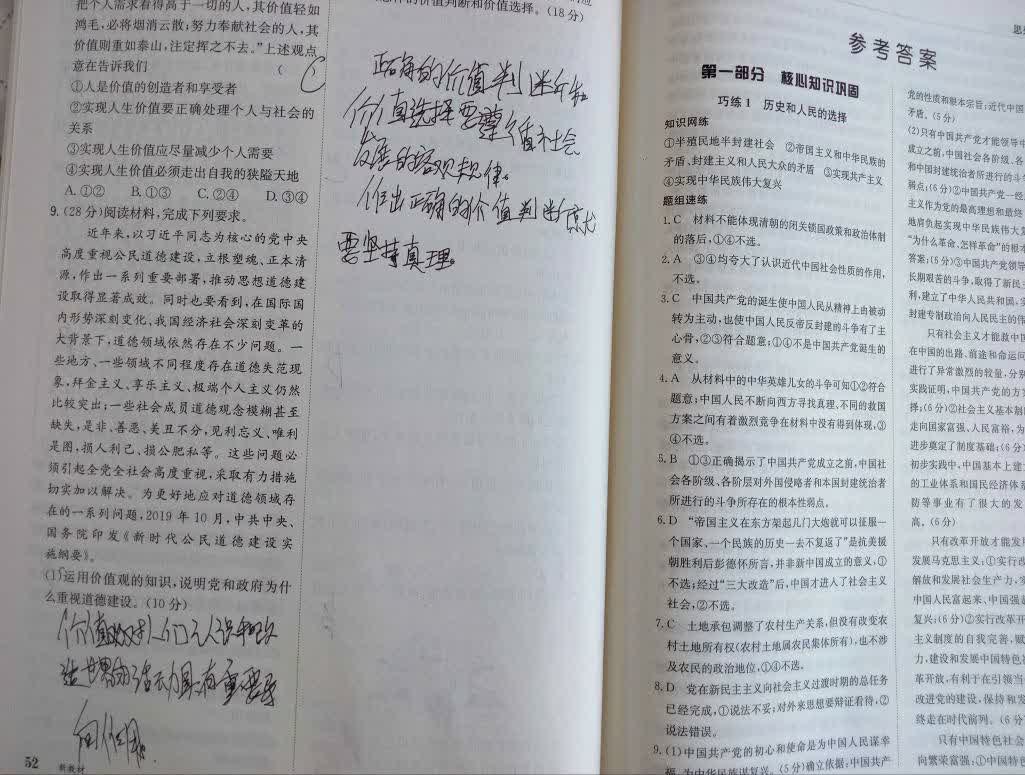 把个人需求看得高于一切的人，其价值轻如
鸿毛，必将烟消云散；努力奉献社会的人，其
价值则重如泰山，注定挥之不去。”上述观点
意在告诉我们 （C）
①人是价值的创造者和享受者
②实现人生价值要正确处理个人与社会的
关系
③实现人生价值应尽量减少个人需要
④实现人生价值必须走出自我的狭隘天地
A.①② B.①③ C.②④ D.③④
9.(28分)阅读材料，完成下列要求。
近年来，以习近平同志为核心的党中央
高度重视公民道德建设，立根塑魂、正本清
源，作出一系列重要部署，推动思想道德建
设取得显著成效。同时也要看到，在国际国
内形势深刻变化、我国经济社会深刻变革的
大背景下，道德领域依然存在不少问题。一
些地方、一些领域不同程度存在道德失范现
象，拜金主义、享乐主义、极端个人主义仍然
比较突出；一些社会成员道德观念模糊甚至
缺失，是非、善恶、美丑不分，见利忘义、唯利
是图，损人利己、损公肥私等。这些问题必
须引起全党全社会高度重视，采取有力措施
切实加以解决。为更好地应对道德领域存
在的一系列问题，2019年10月，中共中央、
国务院印发《新时代公民道德建设实
施纲要》。
(1)运用价值观的知识，说明党和政府为什
么重视道德建设。(10分)
价值观对人们认识和改
造世界的活动具有重要导
向作用。
52
新教材
的价值判断和价值选择。(18分)
正确的价值判断和
价值选择要遵循社会
发展的客观规律。
作出正确的价值判断
要坚持真理。
思
参考答案
第一部分 核心知识巩固
巧练1 历史和人民的选择
知识网练
①半殖民地半封建社会 ②帝国主义和中华民族的
矛盾、封建主义和人民大众的矛盾 ③实现共产主义
④实现中华民族伟大复兴
题组速练
1.C 材料不能体现清朝的闭关锁国政策和政治体制
的落后，①④不选。
2.A ③④均夸大了认识近代中国社会性质的作用，
不选。
3.C 中国共产党的诞生使中国人民从精神上由被动
转为主动，也使中国人民反帝反封建的斗争有了主
心骨，②③符合题意；①④不是中国共产党诞生的
意义。
4.A 从材料中的中华英雄儿女的斗争可知①②符合
题意；中国人民不断向西方寻找真理、不同的救国
方案之间有着激烈竞争在材料中没有得到体现，③
④不选。
5.B ①③正确揭示了中国共产党成立之前，中国社
会各阶级、各阶层对外国侵略者和本国封建统治者
所进行的斗争所存在的根本性弱点。
6.D “帝国主义在东方架起几门大炮就可以征服一
个国家、一个民族的历史一去不复返了”是抗美援
朝胜利后彭德怀所言，并非新中国成立的意义，①
不选；经过“三大改造”后，中国才进入了社会主义
社会，②不选。
7.C 土地承包调整了农村生产关系，但没有改变农
村土地所有权(农村土地属农民集体所有)，也不涉
及农民的政治地位，①④不选。
8.D 党在新民主主义向社会主义过渡时期的总任务
已经完成，①说法不妥；对外来思想要辩证看待，②
说法错误。
9.(1)中国共产党的初心和使命是为中国人民谋幸
福，为中华民族谋复兴。(5分)确立依据：中国共产
党的性质和根本宗旨；近代中国
矛盾。(5分)
(2)只有中国共产党才能领导中
成立之前，中国社会各阶级、各
和中国封建统治者所进行的斗
弱点；(6分)②中国共产党一经
主义作为党的最高理想和最终
地肩负起实现中华民族伟大复
“为什么革命、怎样革命”的根本
答案；(5分)③中国共产党领导
长期艰苦的斗争，取得了新民主
利，建立了中华人民共和国，实
封建专制政治向人民民主的伟
只有社会主义才能救中国
在中国的出路、前途和命运问
进行了异常激烈的较量，分别
实践证明，中国共产党的方案
择；(6分)②社会主义基本制
走向国家富强、人民富裕，为
进步奠定了制度基础；(6分)
初步实践中，中国基本上建立
的工业体系和国民经济体系
防等事业有了很大的发
高。(6分)
只有改革开放才能发展
发展马克思主义：①实行改
解放和发展社会生产力，实
中国人民富起来、中国强起
复兴；(6分)②实行改革开
主义制度的自我完善，赋
力，建设和发展中国特色社
革开放，有利于在引领当
改进党的建设，保持和发
终走在时代前列。(6分)
只有中国特色社会
向繁荣富强：①中国特色